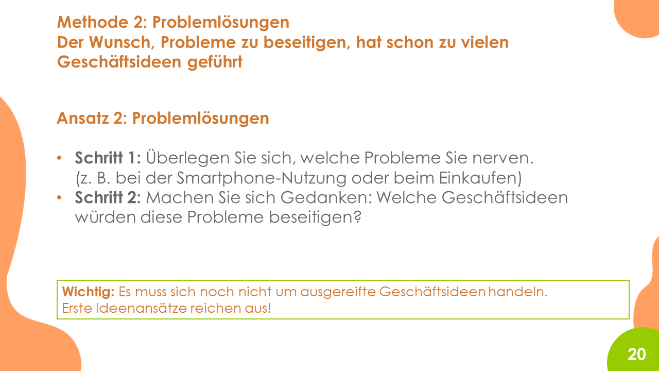 Methode 2: Problemlösungen
Der Wunsch, Probleme zu beseitigen, hat schon zu vielen
Geschäftsideen geführt
Ansatz 2: Problemlösungen
• Schritt 1: Überlegen Sie sich, welche Probleme Sie nerven.
(z. B. bei der Smartphone-Nutzung oder beim Einkaufen)
• Schritt 2: Machen Sie sich Gedanken: Welche Geschäftsideen
würden diese Probleme beseitigen?
Wichtig: Es muss sich noch nicht um ausgereifte Geschäftsideen handeln.
Erste Ideenansätze reichen aus!
20